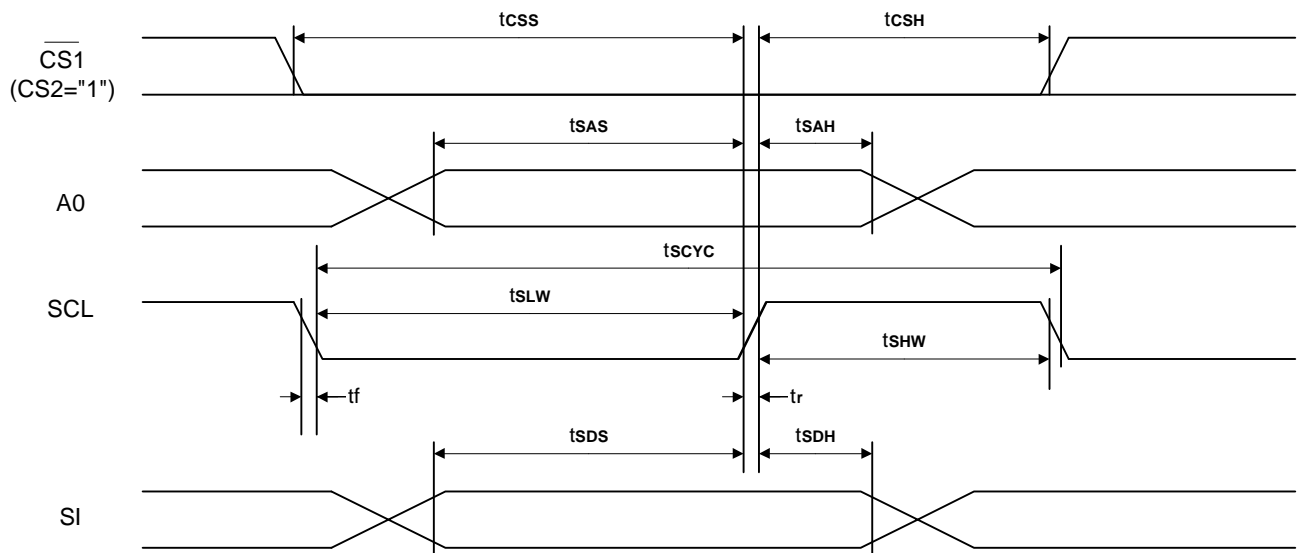 tCSS
tCSH
CS1
(CS2="1")
tSAS
tSAH
A0
tSCYC
SCL
tSLW
tSHW
tf
tr
tSDS
tSDH
SI